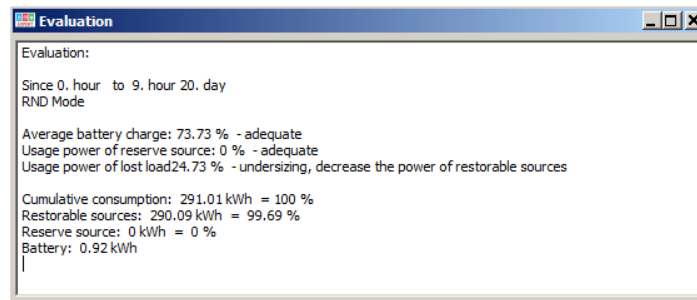 Evaluation
Evaluation:
Since 0. hour  to  9. hour 20. day
RND Mode
Average battery charge: 73.73 %  - adequate
Usage power of reserve source: 0 %  - adequate
Usage power of lost load24.73 %  - undersizing, decrease the power of restorable sources
Cumulative consumption:  291.01 kWh  = 100 %
Restorable sources:  290.09 kWh  =  99.69 %
Reserve source:  0 kWh  =  0 %
Battery:  0.92 kWh